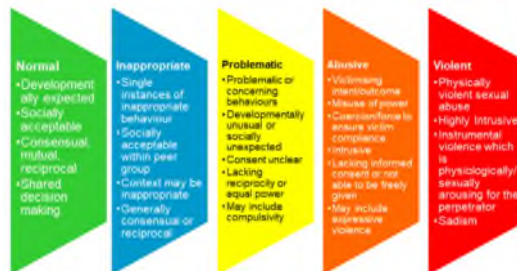 Normal
• Development
ally expected
• Socially
acceptable
• Consensual,
mutual,
reciprocal
• Shared
decision
making
Inappropriate
• Single
instances of
inappropriate
behaviour
• Socially
acceptable
within peer
group
• Context may be
inappropriate
• Generally
consensual or
reciprocal
Problematic
• Problematic or
concerning
behaviours
• Developmentally
unusual or
socially
unexpected
• Consent unclear
• Lacking
reciprocity or
equal power
• May include
compulsivity
Abusive
• Victimising
intent/outcome
• Misuse of power
• Coercion/force to
ensure victim
compliance
• Intrusive
• Lacking informed
consent or not
able to be freely
given
• May include
expressive
violence
Violent
• Physically
violent sexual
abuse
• Highly Intrusive
• Instrumental
violence which
is
physiologically/
sexually
arousing for the
perpetrator
• Sadism